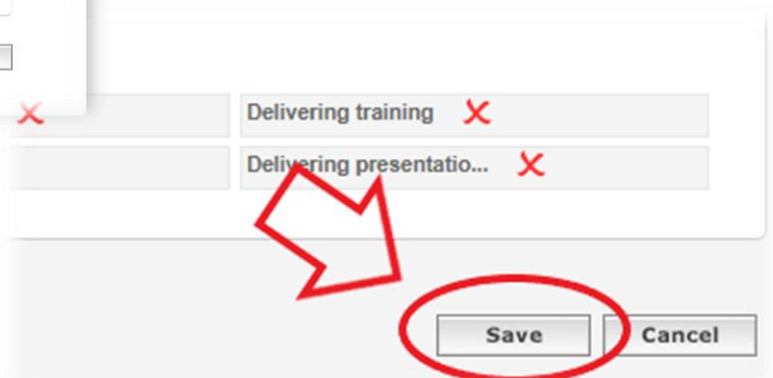 Delivering training
Delivering presentatio...
Save Cancel